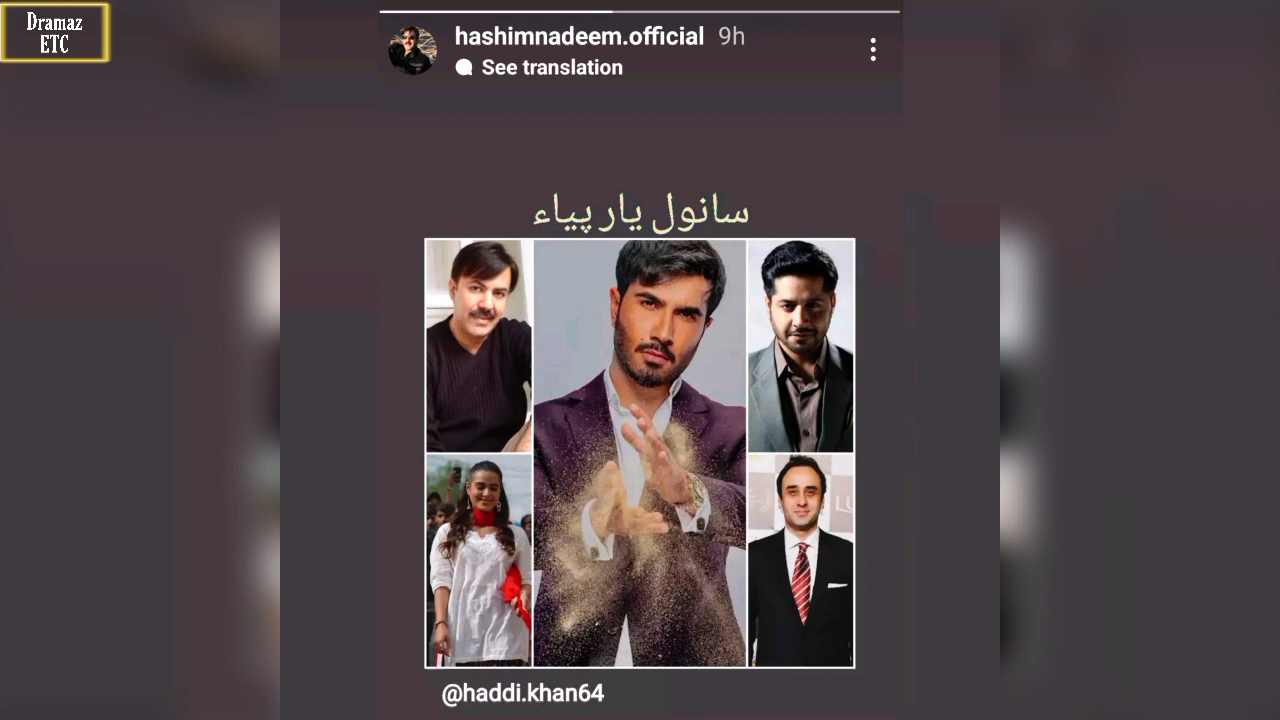 Dramaz
ETC
hashimnadeem.official 9h
See translation
سانول یار پیاء
@haddi.khan64